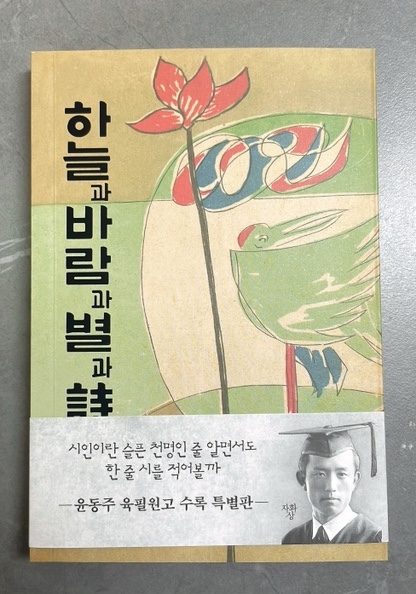 하늘과바람과별과詩
시인이란 슬픈 천명인 줄 알면서도
한 줄 시를 적어볼까
—윤동주 육필원고 수록 특별판—
자화
상